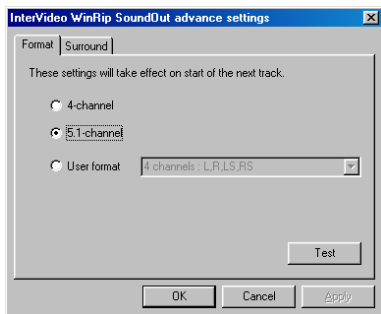 InterVideo WinRip SoundOut advance settings
Format
Surround
These settings will take effect on start of the next track.
4-channel
5.1-channel
User format
4 channels : L,R,LS,RS
Test
OK
Cancel
Apply